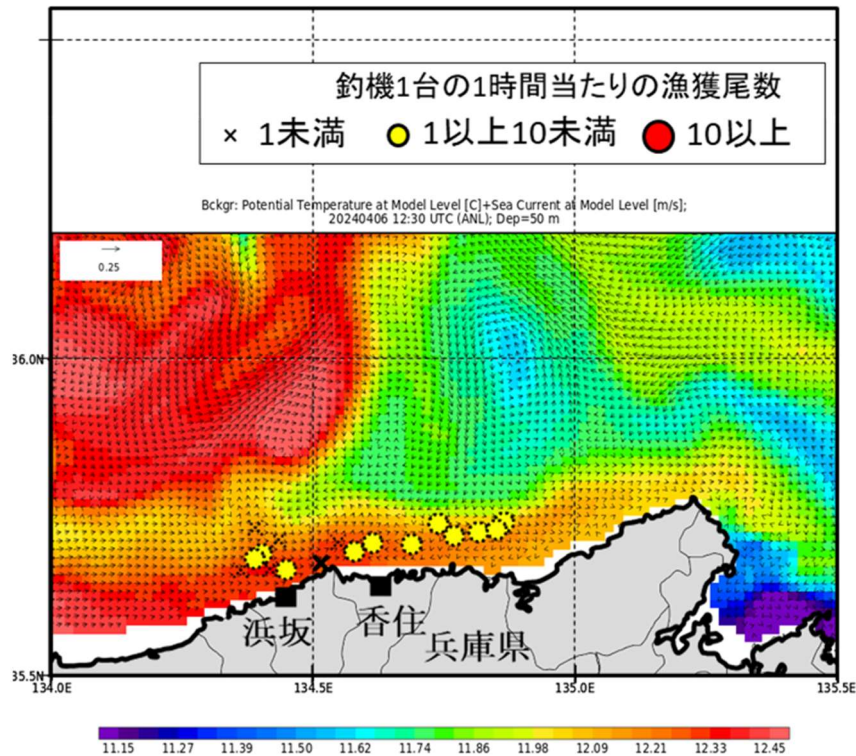 釣機1台の1時間当たりの漁獲尾数
× 1未満 1以上10未満 10以上
Bckgr: Potential Temperature at Model Level [C]+Sea Current at Model Level [m/s];
20240406 12:30 UTC (ANL); Dep=50 m
0.25
36.0N
浜坂 香住 兵庫県
35.5N
134.0E 134.5E 135.0E 135.5E
11.15 11.27 11.39 11.50 11.62 11.74 11.86 11.98 12.09 12.21 12.33 12.45